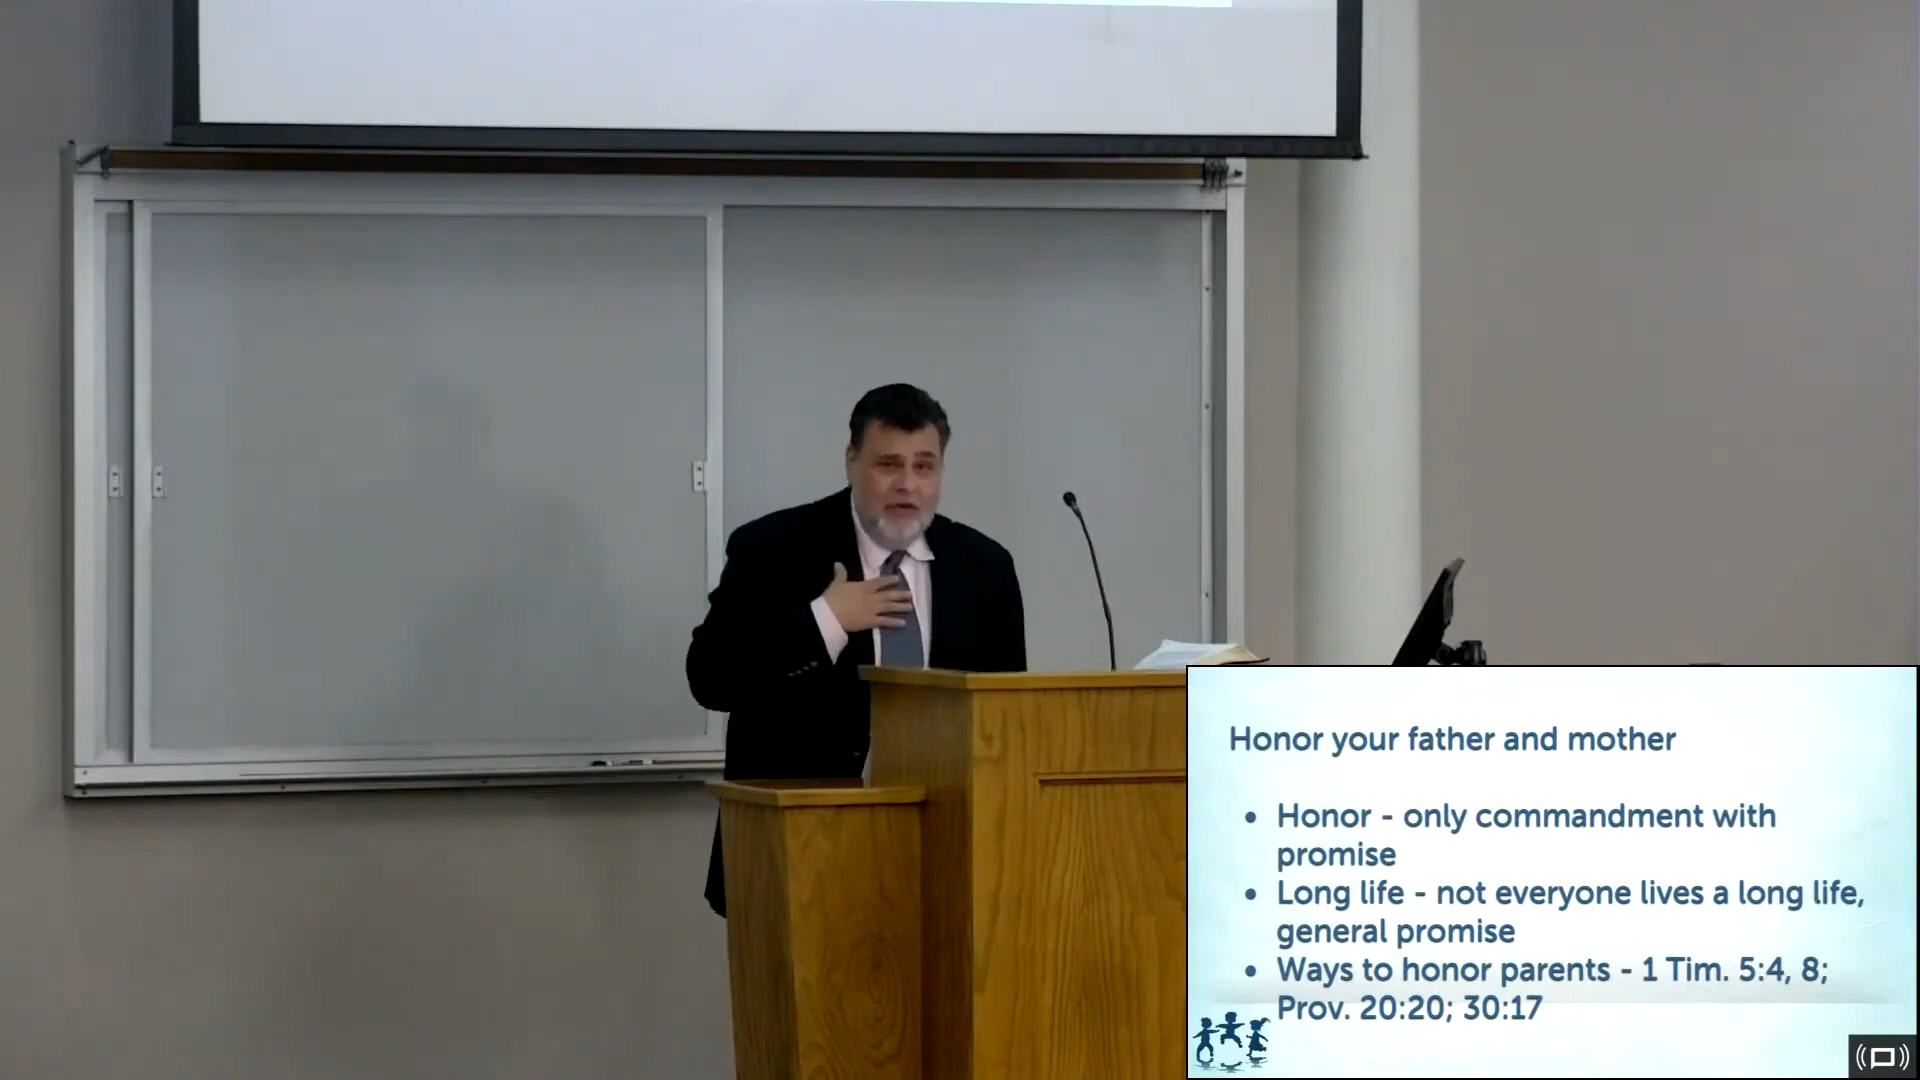 Honor your father and mother
• Honor - only commandment with
promise
• Long life - not everyone lives a long life,
general promise
• Ways to honor parents - 1 Tim. 5:4, 8;
Prov. 20:20; 30:17